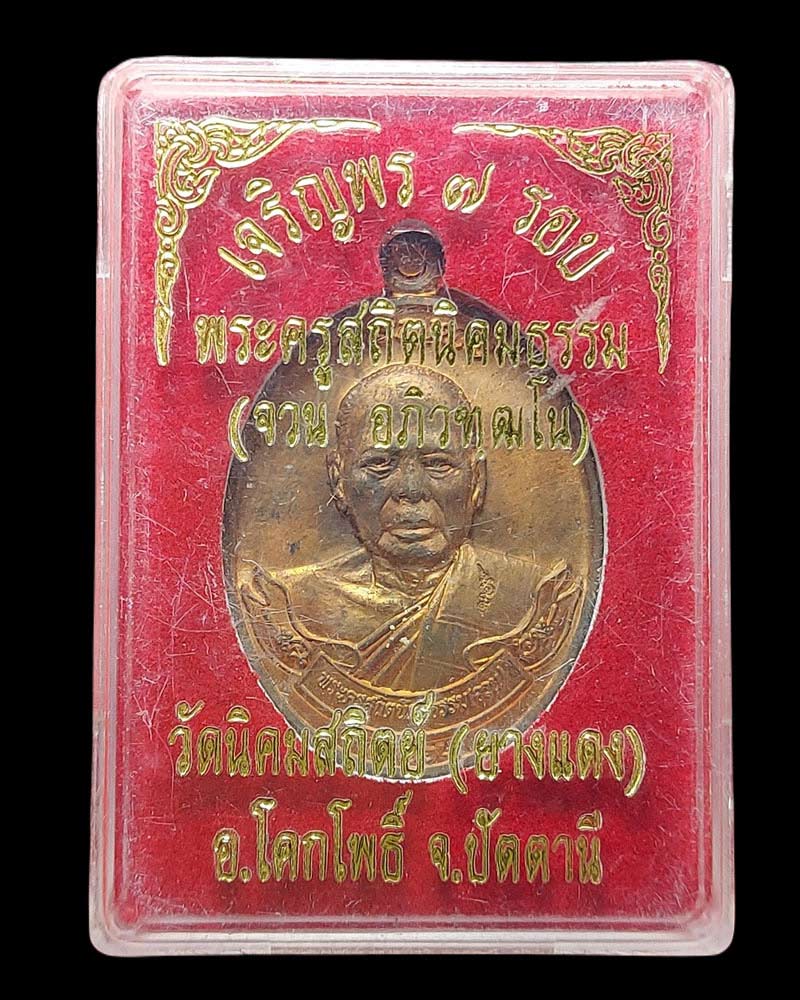 เจริญพร ๗ รอบ
พระครูสถิตนิคมธรรม
(จวน อภิวฑฺฒโน)
วัดนิคมสถิตย์ (ยางแดง)
อ.โคกโพธิ์ จ.ปัตตานี